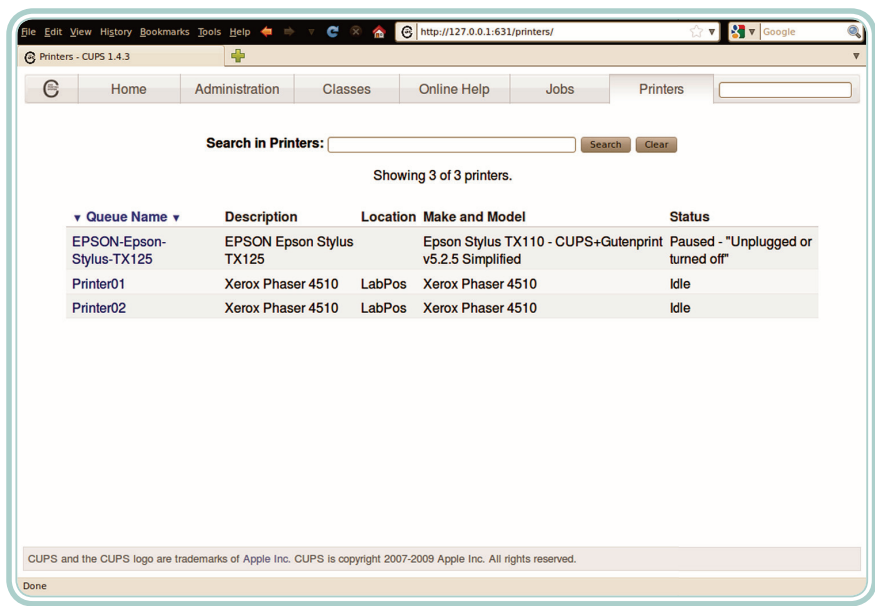 File Edit View History Bookmarks Tools Help http://127.0.0.1:631/printers/ Google
Printers - CUPS 1.4.3
Home Administration Classes Online Help Jobs Printers
Search in Printers: Search Clear
Showing 3 of 3 printers.
▼ Queue Name ▼ Description Location Make and Model Status
EPSON-Epson- EPSON Epson Stylus Epson Stylus TX110 - CUPS+Gutenprint Paused - "Unplugged or
Stylus-TX125 TX125 v5.2.5 Simplified turned off"
Printer01 Xerox Phaser 4510 LabPos Xerox Phaser 4510 Idle
Printer02 Xerox Phaser 4510 LabPos Xerox Phaser 4510 Idle
CUPS and the CUPS logo are trademarks of Apple Inc. CUPS is copyright 2007-2009 Apple Inc. All rights reserved.
Done